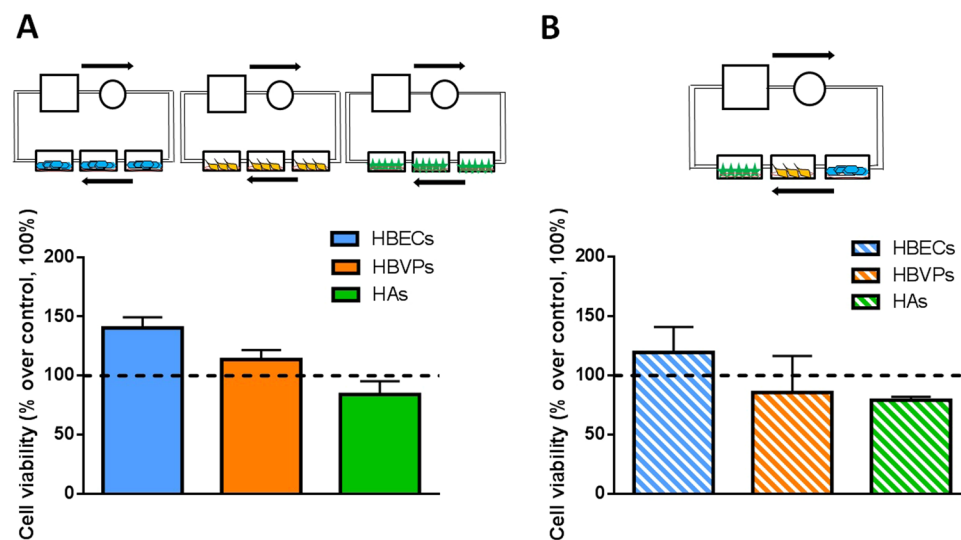 A
B
Cell viability (% over control, 100%)
200
150
100
50
0
HBECs
HBVPs
HAs
Cell viability (% over control, 100%)
200
150
100
50
0
HBECs
HBVPs
HAs